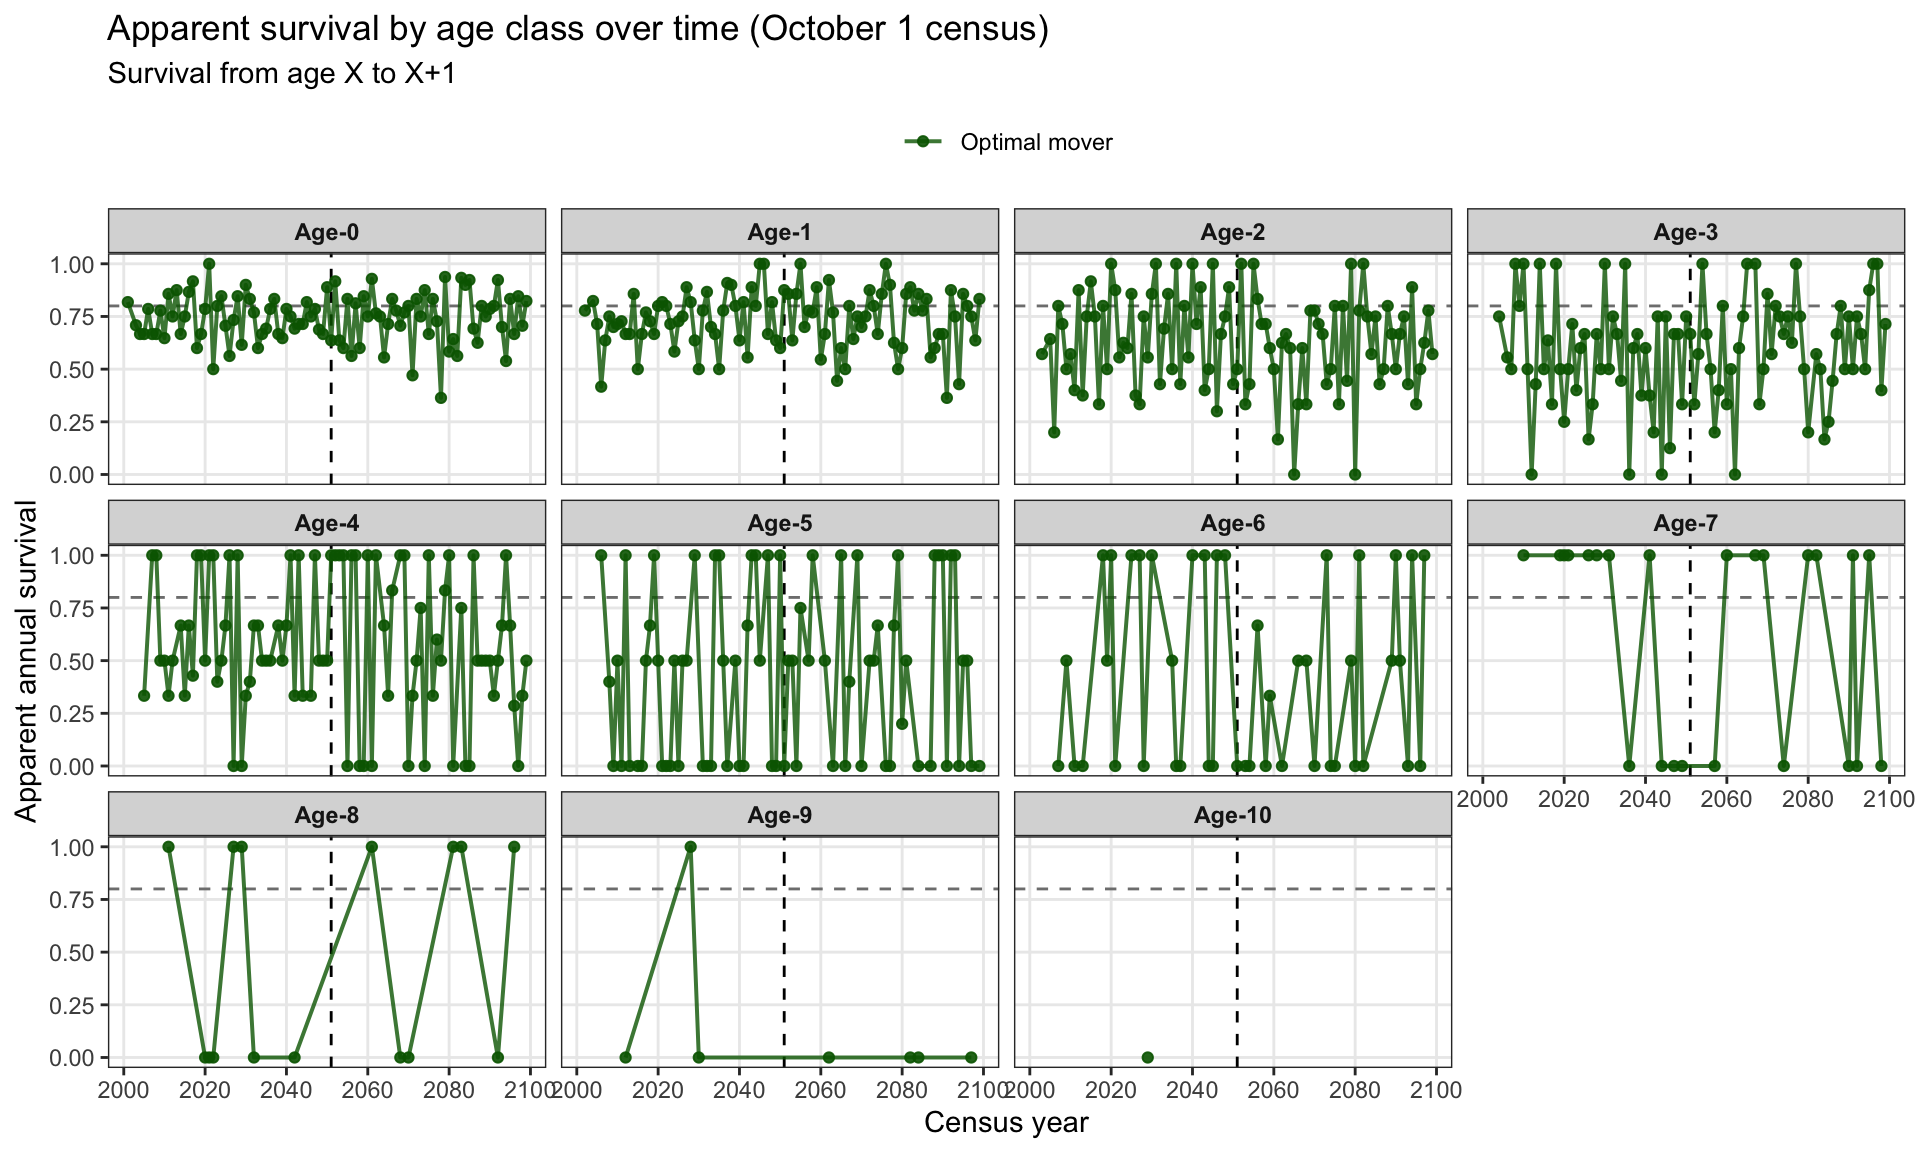 Apparent survival by age class over time (October 1 census)
Survival from age X to X+1
Optimal mover
Age-0
Age-1
Age-2
Age-3
1.00
0.75
0.50
0.25
0.00
Age-4
Age-5
Age-6
Age-7
1.00
0.75
0.50
0.25
0.00
2000 2020 2040 2060 2080 2100
Age-8
Age-9
Age-10
1.00
0.75
0.50
0.25
0.00
2000 2020 2040 2060 2080 2100
2000 2020 2040 2060 2080 2100
2000 2020 2040 2060 2080 2100
Census year
Apparent annual survival